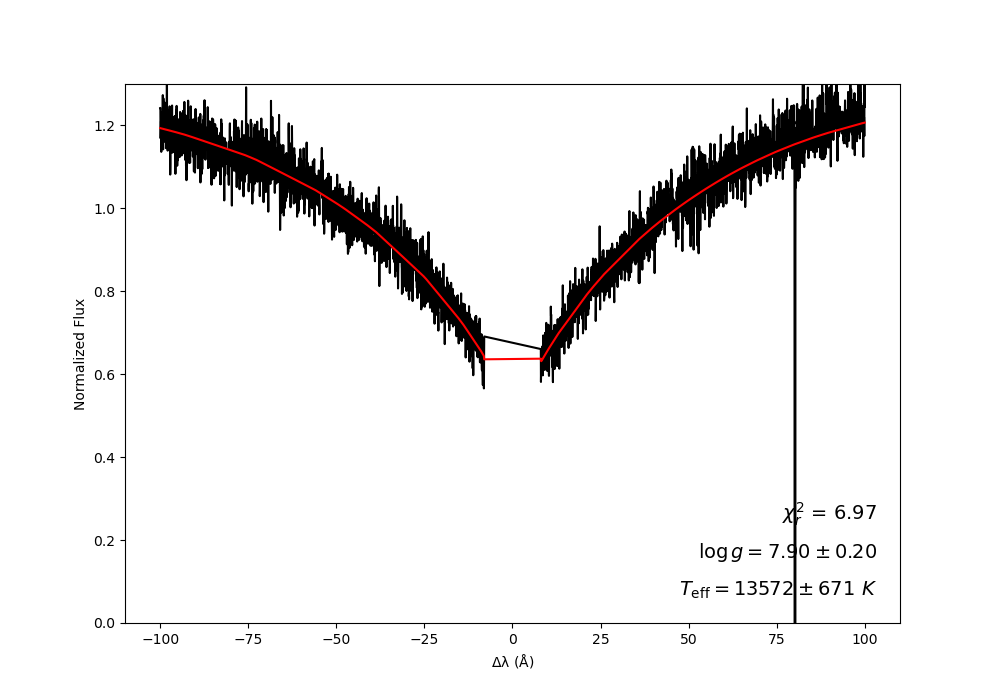 1.2
1.0
0.8
0.6
0.4
0.2
0.0
Normalized Flux
χ²ᵣ = 6.97
log g = 7.90 ± 0.20
T_eff = 13572 ± 671 K
−100 −75 −50 −25 0 25 50 75 100
Δλ (Å)